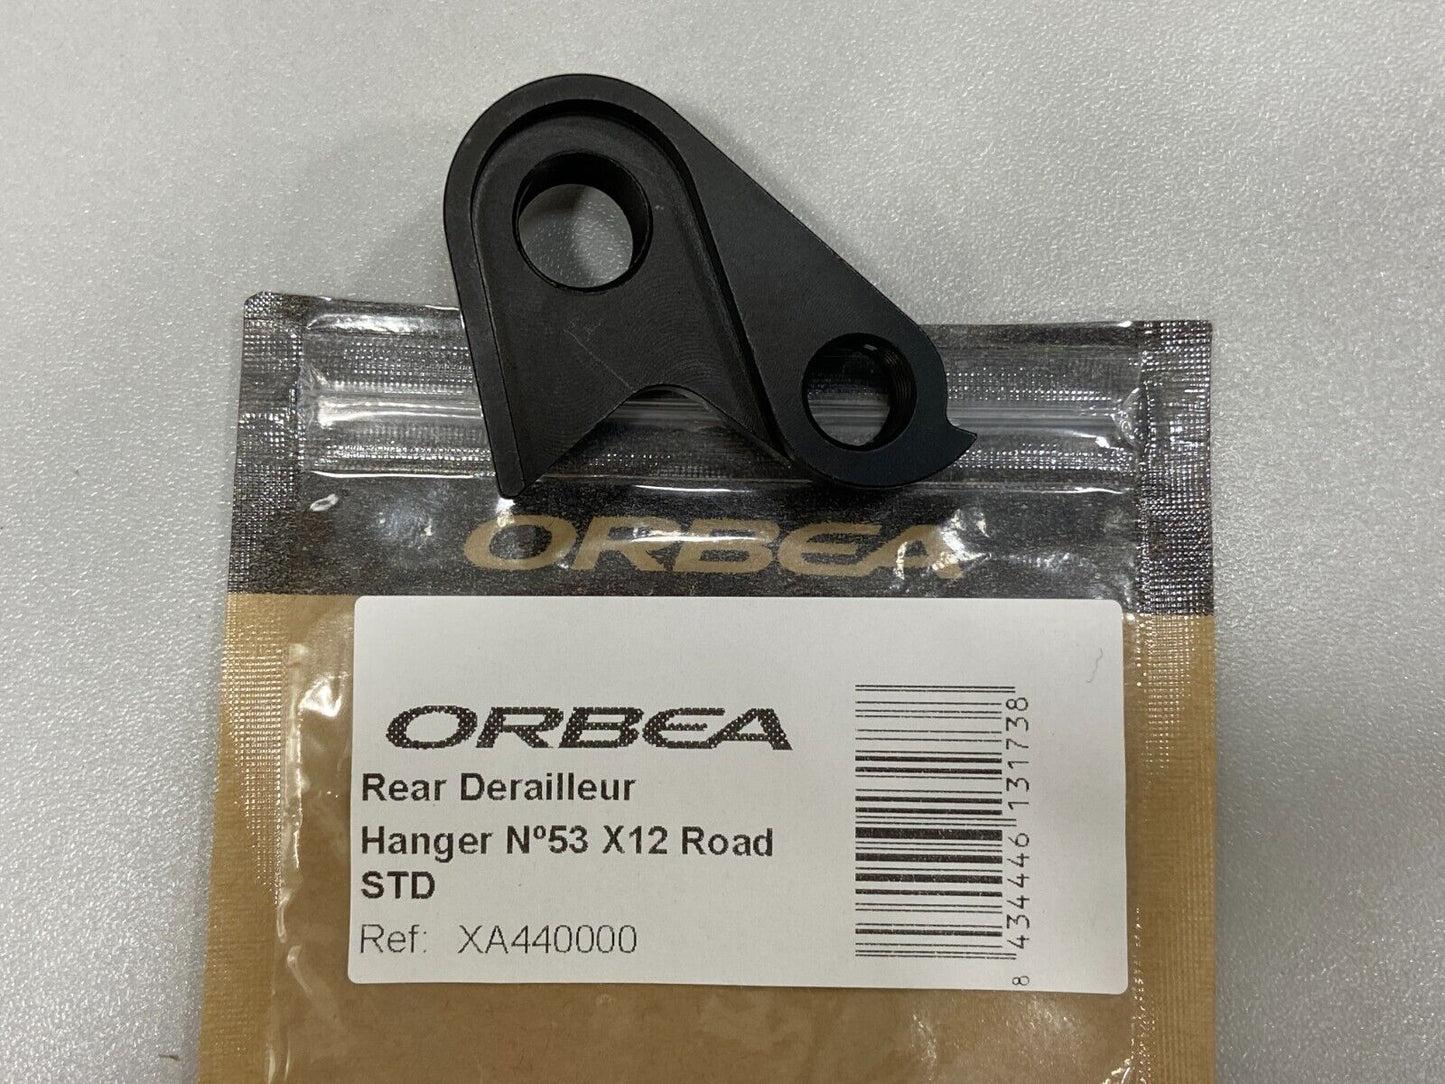 ORBEA
ORBEA
Rear Derailleur
Hanger Nº53 X12 Road
STD
Ref: XA440000
8 434446 131738